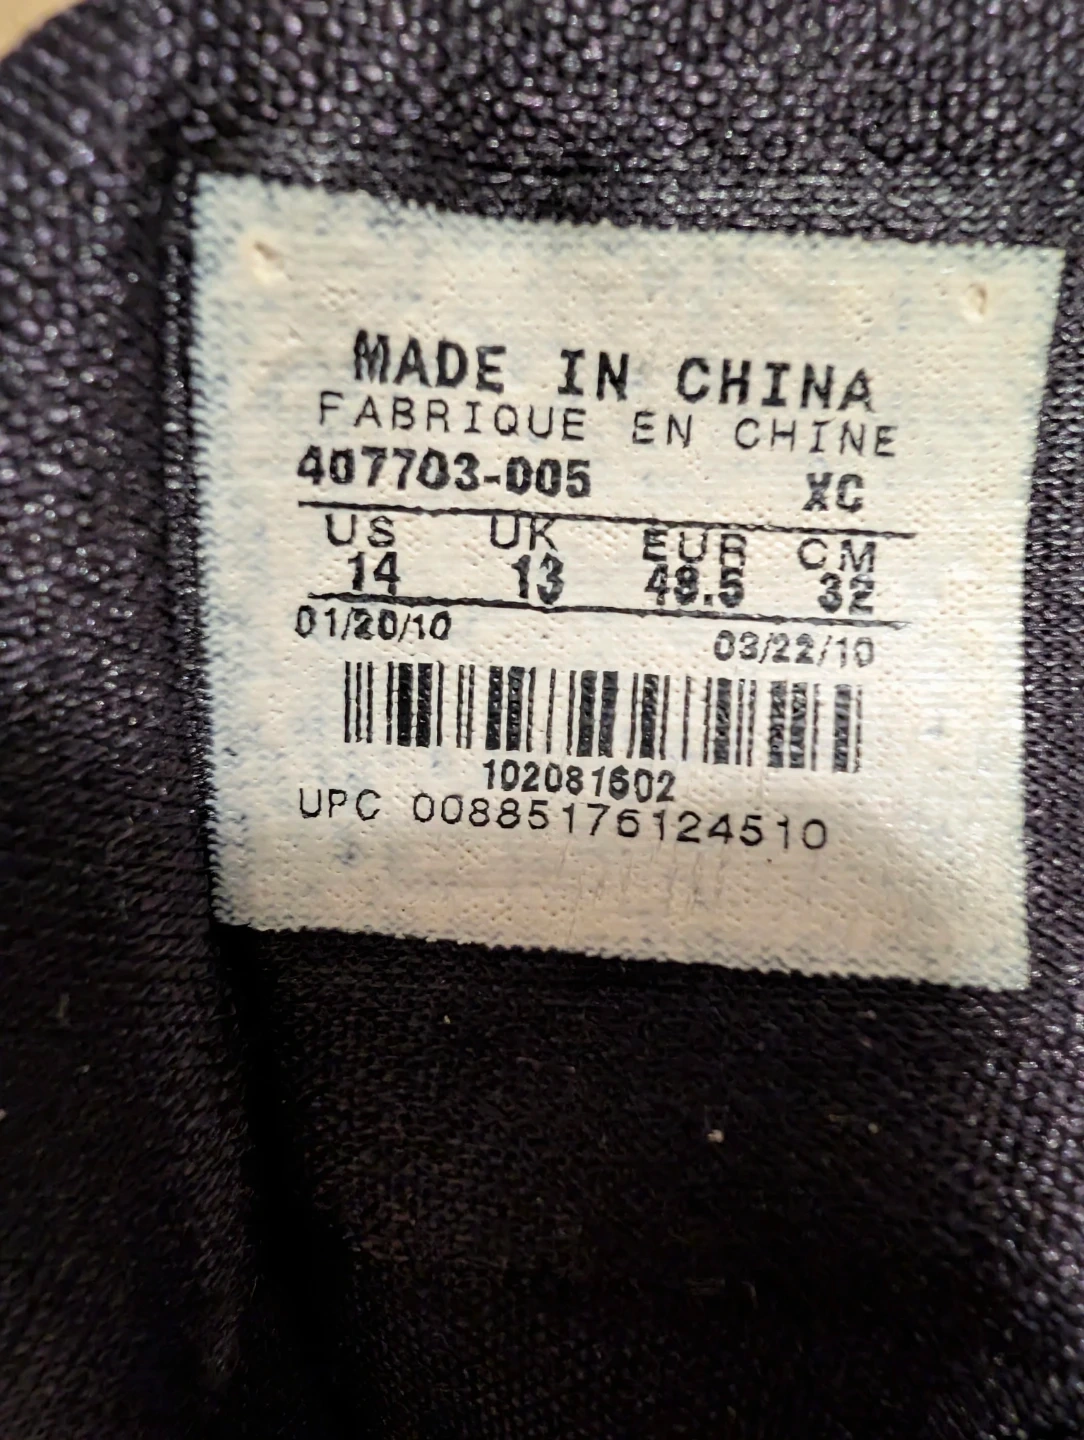 MADE IN CHINA
FABRIQUE EN CHINE
407703-005 XC
US UK EUR CM
14 13 48.5 32
01/20/10 03/22/10
102081602
UPC 00885176124510